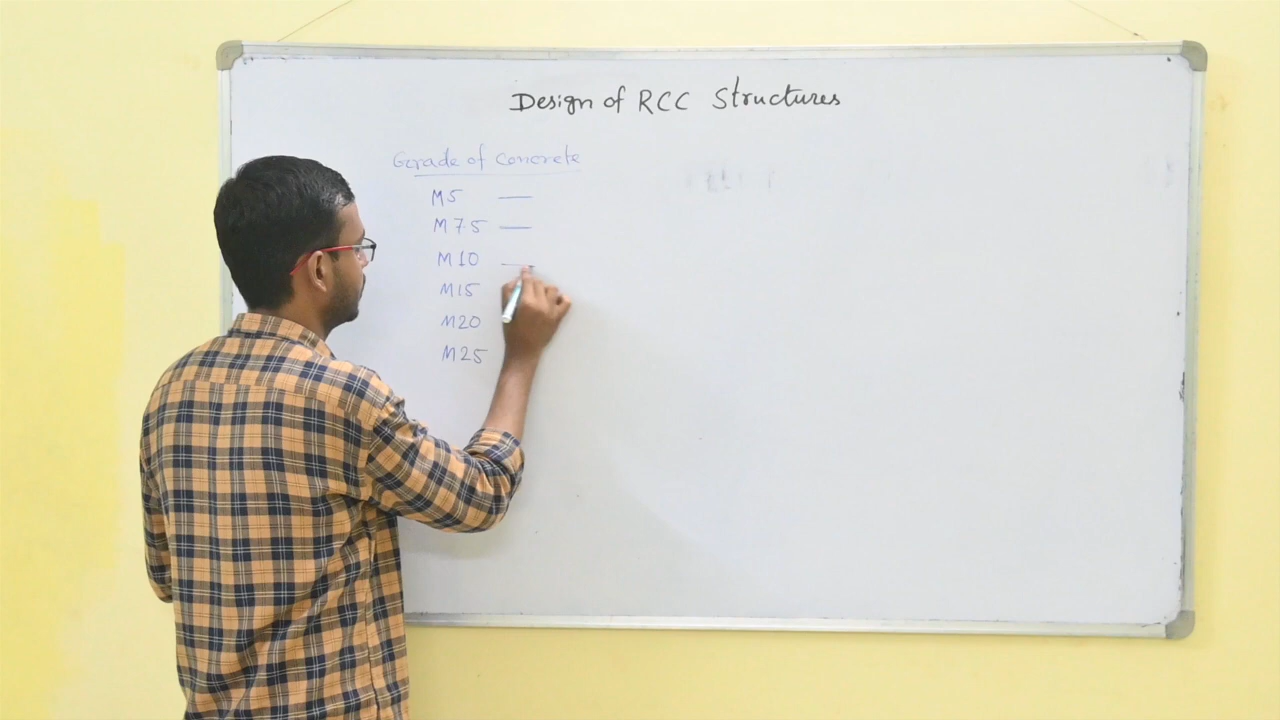 Design of RCC Structures
Grade of Concrete
M5 —
M7.5 —
M10 —
M15
M20
M25